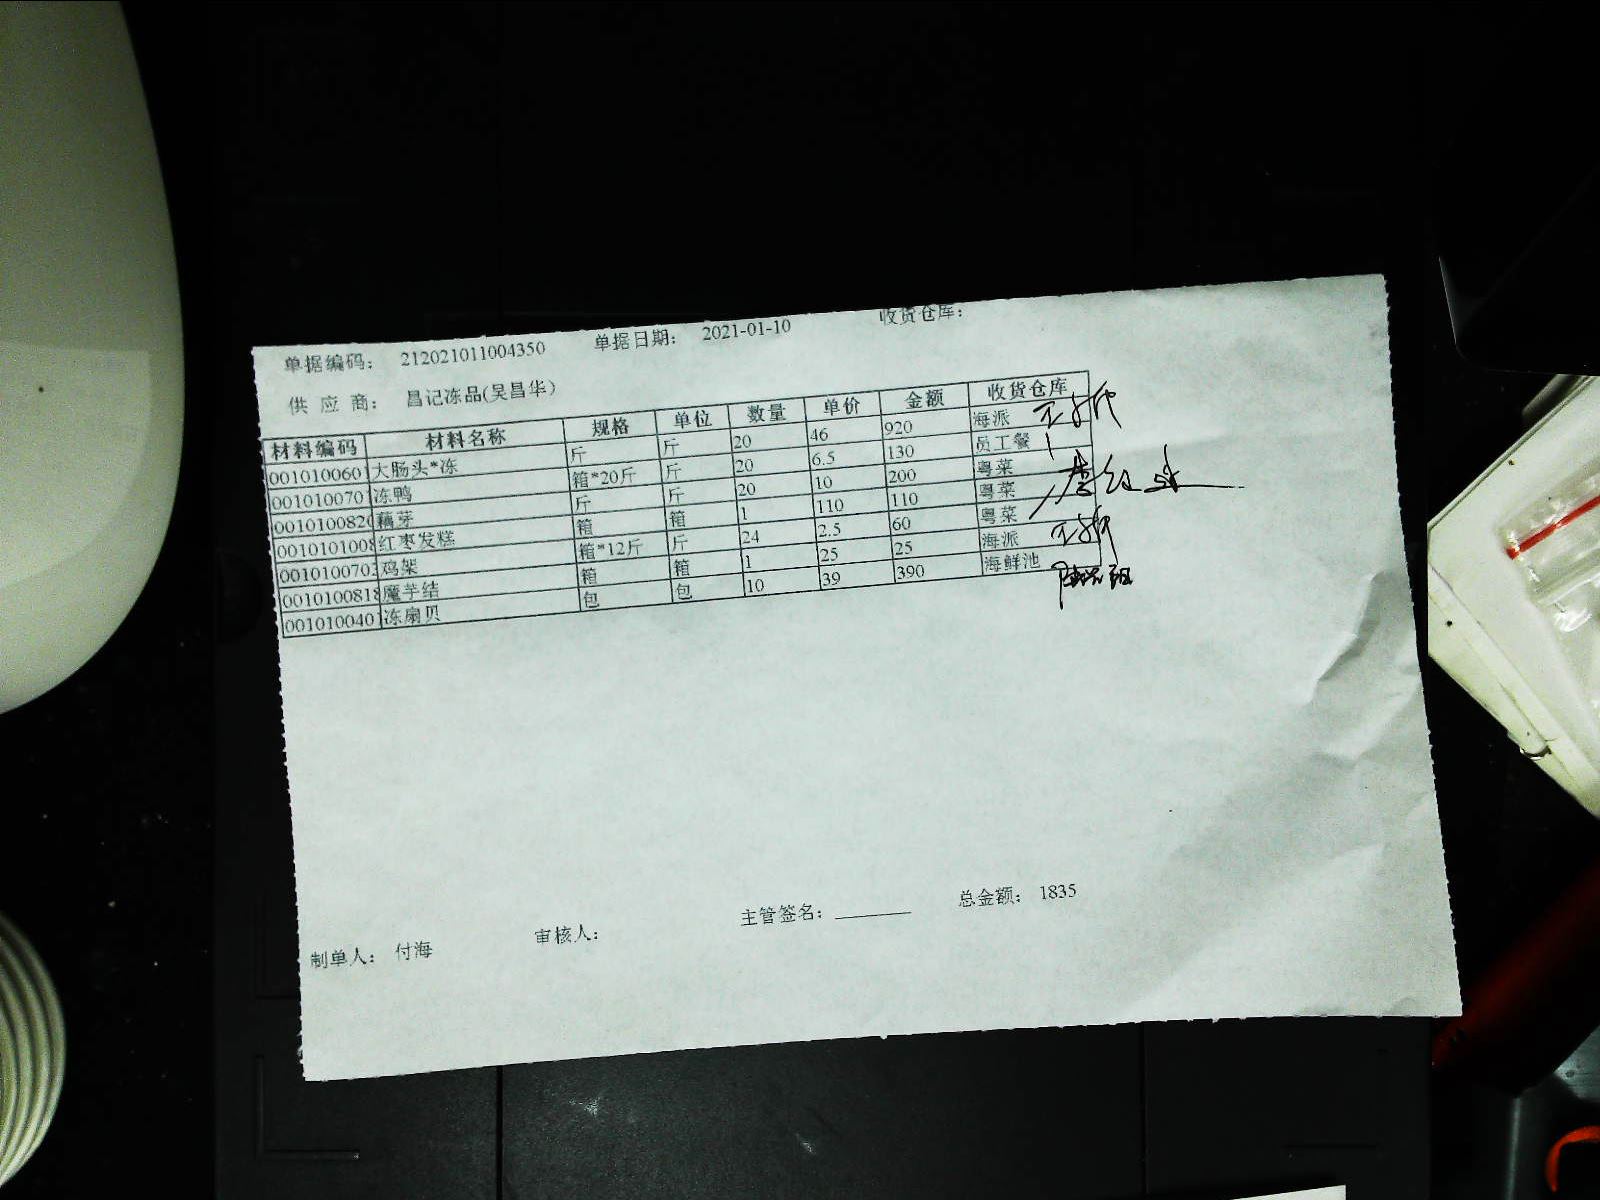 单据编码： 212021011004350 单据日期： 2021-01-10 收货仓库：
供 应 商： 昌记冻品(吴昌华)
材料编码 材料名称 规格 单位 数量 单价 金额 收货仓库
001010060 大肠头*冻 斤 斤 20 46 920 海派
001010070 冻鸭 箱*20斤 斤 20 6.5 130 员工餐
001010082 藕芽 斤 斤 20 10 200 粤菜
001010100 红枣发糕 箱 箱 1 110 110 粤菜
001010070 鸡架 箱*12斤 斤 24 2.5 60 粤菜
001010081 魔芋结 箱 箱 1 25 25 海派
001010040 冻扇贝 包 包 10 39 390 海鲜池
制单人： 付海 审核人： 主管签名： 总金额： 1835